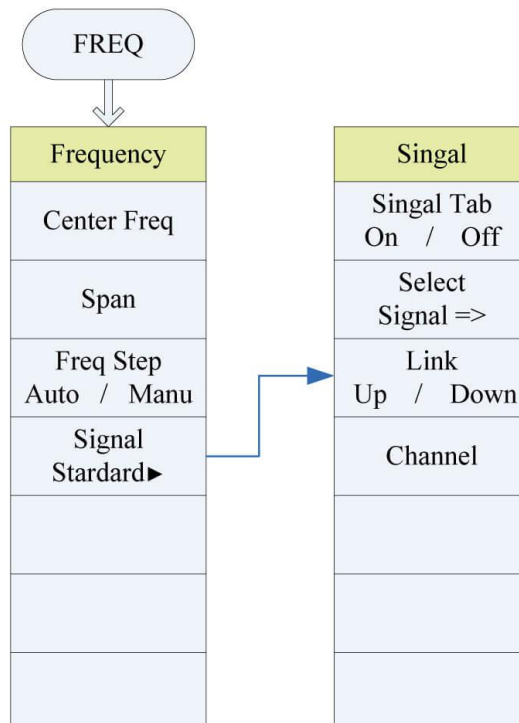 FREQ
Frequency
Center Freq
Span
Freq Step
Auto / Manu
Signal
Stardard►
Singal
Singal Tab
On / Off
Select
Signal =>
Link
Up / Down
Channel